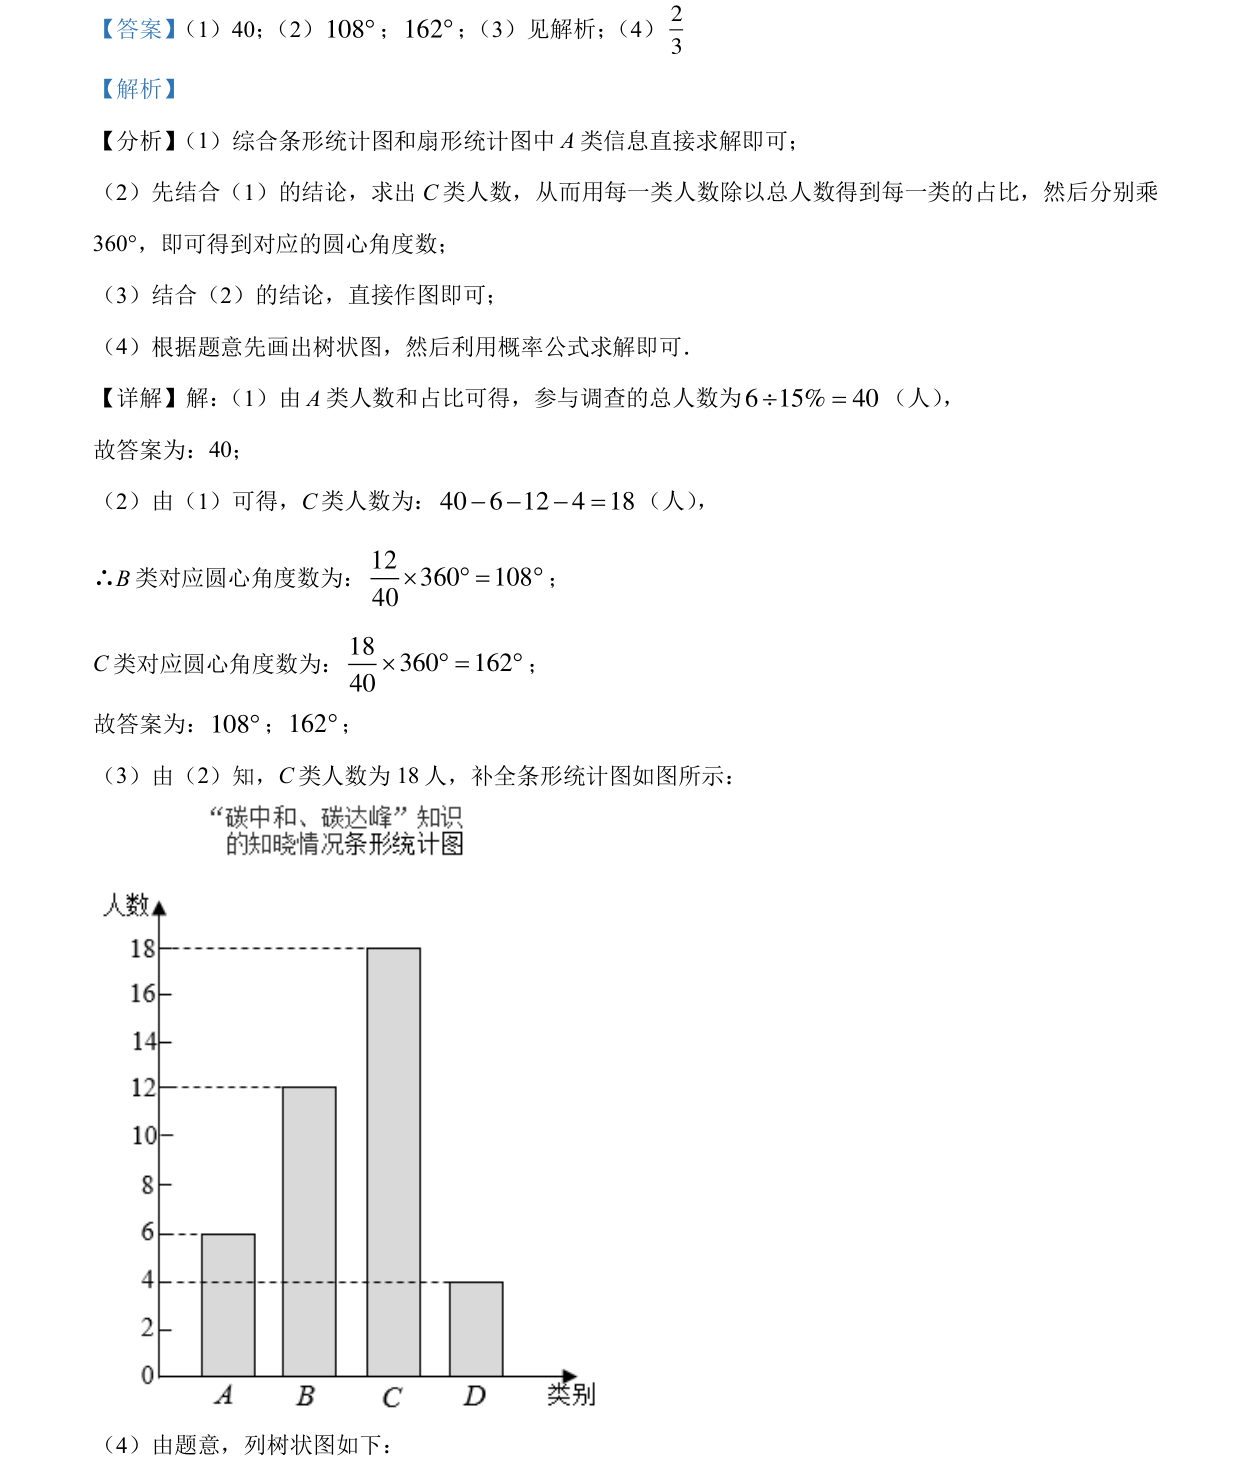 【答案】（1）40；（2）108°；162°；（3）见解析；（4）2/3
【解析】
【分析】（1）综合条形统计图和扇形统计图中 A 类信息直接求解即可；
（2）先结合（1）的结论，求出 C 类人数，从而用每一类人数除以总人数得到每一类的占比，然后分别乘
360°，即可得到对应的圆心角度数；
（3）结合（2）的结论，直接作图即可；
（4）根据题意先画出树状图，然后利用概率公式求解即可．
【详解】解：（1）由 A 类人数和占比可得，参与调查的总人数为 6÷15%=40（人），
故答案为：40；
（2）由（1）可得，C 类人数为：40−6−12−4=18（人），
∴B 类对应圆心角度数为：12/40×360°=108°；
C 类对应圆心角度数为：18/40×360°=162°；
故答案为：108°；162°；
（3）由（2）知，C 类人数为 18 人，补全条形统计图如图所示：
“碳中和、碳达峰”知识
的知晓情况条形统计图
人数
18
16
14
12
10
8
6
4
2
0
A B C D 类别
（4）由题意，列树状图如下：